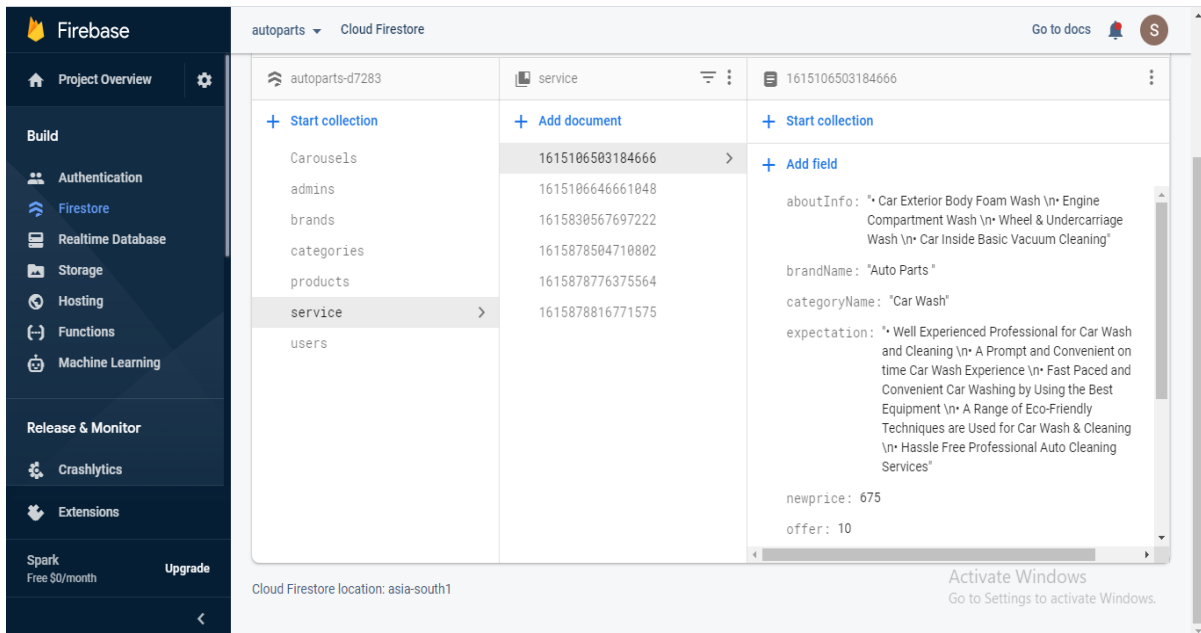 Firebase
autoparts
Cloud Firestore
Go to docs
S
Project Overview
Build
Authentication
Firestore
Realtime Database
Storage
Hosting
Functions
Machine Learning
Release & Monitor
Crashlytics
Extensions
Spark
Free $0/month
Upgrade
autoparts-d7283
+ Start collection
Carousels
admins
brands
categories
products
service
users
service
+ Add document
1615106503184666
1615106646661048
1615830567697222
1615878504710802
1615878776375564
1615878816771575
1615106503184666
+ Start collection
+ Add field
aboutInfo: "• Car Exterior Body Foam Wash \n• Engine
Compartment Wash \n• Wheel & Undercarriage
Wash \n• Car Inside Basic Vacuum Cleaning"
brandName: "Auto Parts "
categoryName: "Car Wash"
expectation: "• Well Experienced Professional for Car Wash
and Cleaning \n• A Prompt and Convenient on
time Car Wash Experience \n• Fast Paced and
Convenient Car Washing by Using the Best
Equipment \n• A Range of Eco-Friendly
Techniques are Used for Car Wash & Cleaning
\n• Hassle Free Professional Auto Cleaning
Services"
newprice: 675
offer: 10
Cloud Firestore location: asia-south1
Activate Windows
Go to Settings to activate Windows.